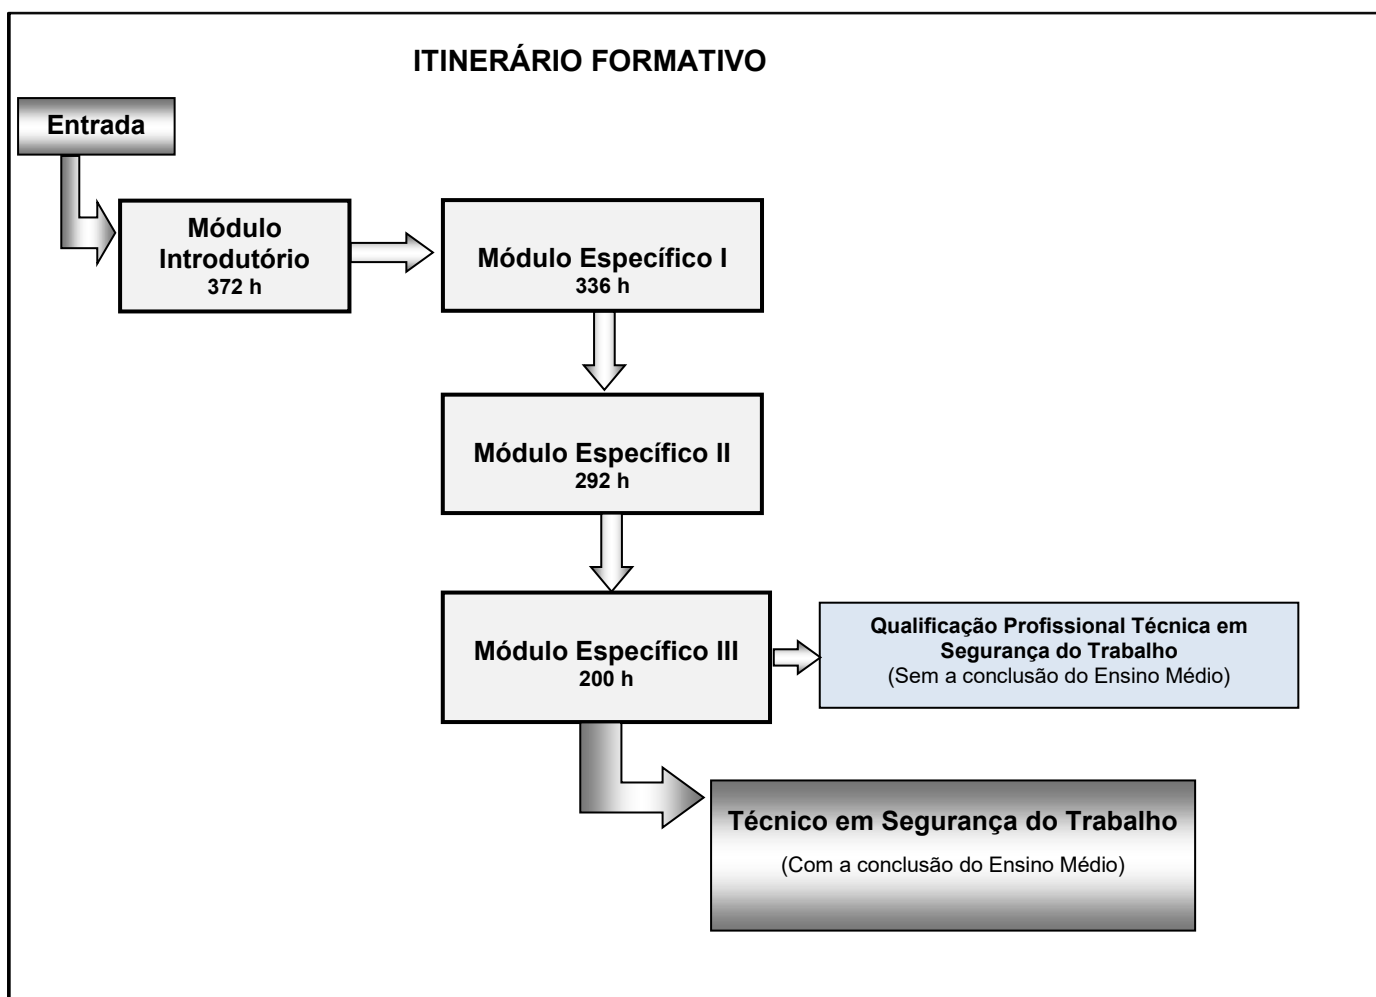 ITINERÁRIO FORMATIVO
Entrada
Módulo
Introdutório
372 h
Módulo Específico I
336 h
Módulo Específico II
292 h
Módulo Específico III
200 h
Qualificação Profissional Técnica em
Segurança do Trabalho
(Sem a conclusão do Ensino Médio)
Técnico em Segurança do Trabalho
(Com a conclusão do Ensino Médio)